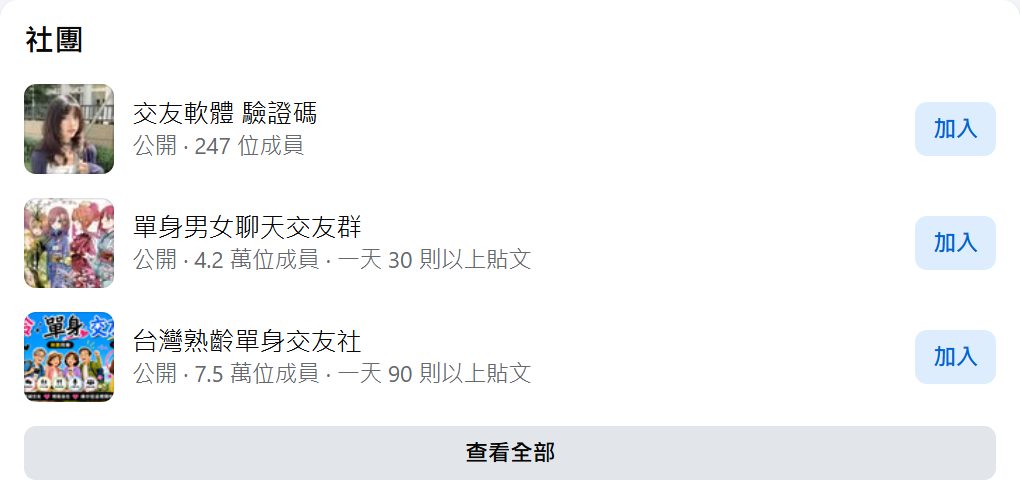 社團
交友軟體 驗證碼
公開 · 247 位成員
加入
單身男女聊天交友群
公開 · 4.2 萬位成員 · 一天 30 則以上貼文
加入
單身
台灣熟齡單身交友社
公開 · 7.5 萬位成員 · 一天 90 則以上貼文
加入
查看全部